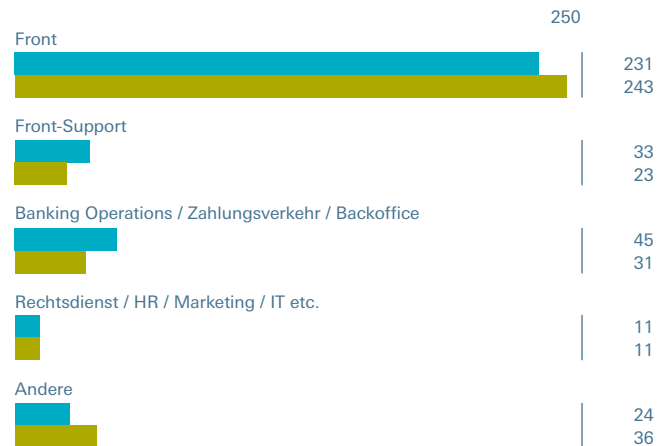 250
Front
231
243
Front-Support
33
23
Banking Operations / Zahlungsverkehr / Backoffice
45
31
Rechtsdienst / HR / Marketing / IT etc.
11
11
Andere
24
36